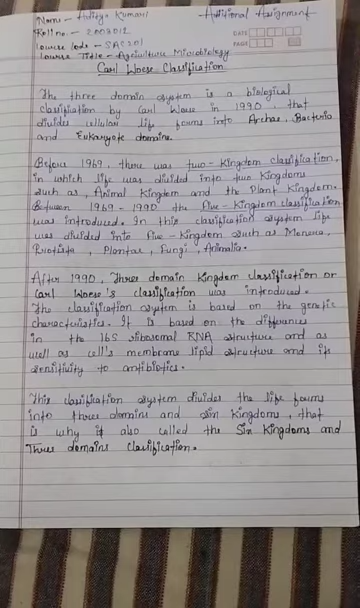 Name - Aditya Kumar
Additional Assignment
Roll no. - 2003012
DATE
Course Code - SAC201
PAGE
Course Title - Agriculture Microbiology
Carl Woese Classification
The three domain system is a biological
classification by Carl Woese in 1990, that
divides cellular life forms into Archae, Bacteria
and Eukaryote domains.
Before 1969, there was two-Kingdom classification,
in which life was divided into two Kingdoms
such as, Animal Kingdom and the Plant Kingdom.
Between 1969-1990 the five-Kingdom classification
was introduced. In this classification system life
was divided into five-Kingdom such as Monera,
Protista, Plantae, Fungi, Animalia.
After 1990, Three domain Kingdom classification or
Carl Woese's classification was introduced.
The classification system is based on the genetic
characteristics. It is based on the difference
in the 16S ribosomal RNA structure and as
well as cell's membrane lipid structure and its
sensitivity to antibiotics.
This classification system divides the life forms
into three domins and six Kingdoms, that
is why it also called the Six Kingdoms and
Three domains Classification.